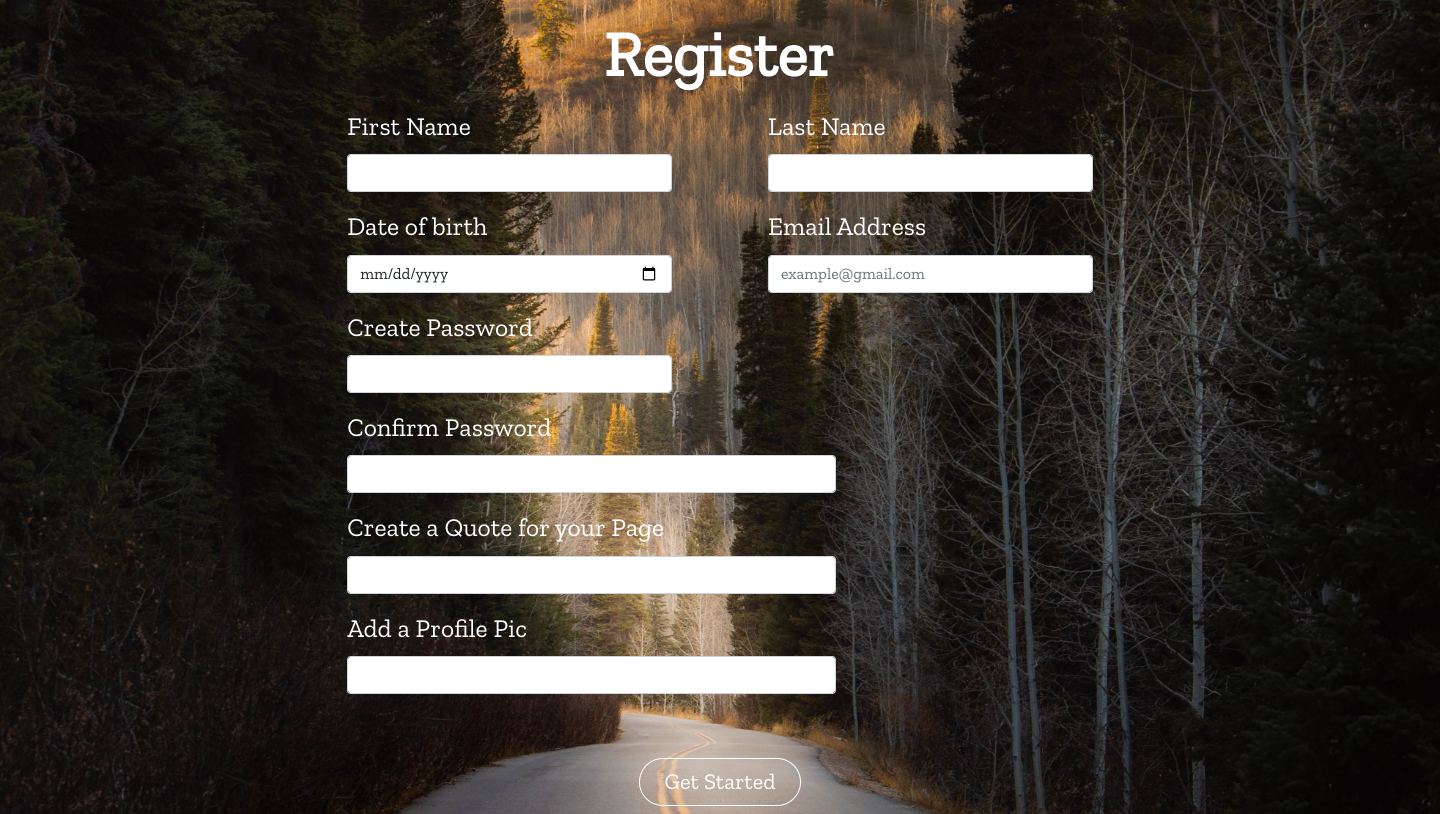 Register
First Name
Last Name
Date of birth
Email Address
mm/dd/yyyy
example@gmail.com
Create Password
Confirm Password
Create a Quote for your Page
Add a Profile Pic
Get Started